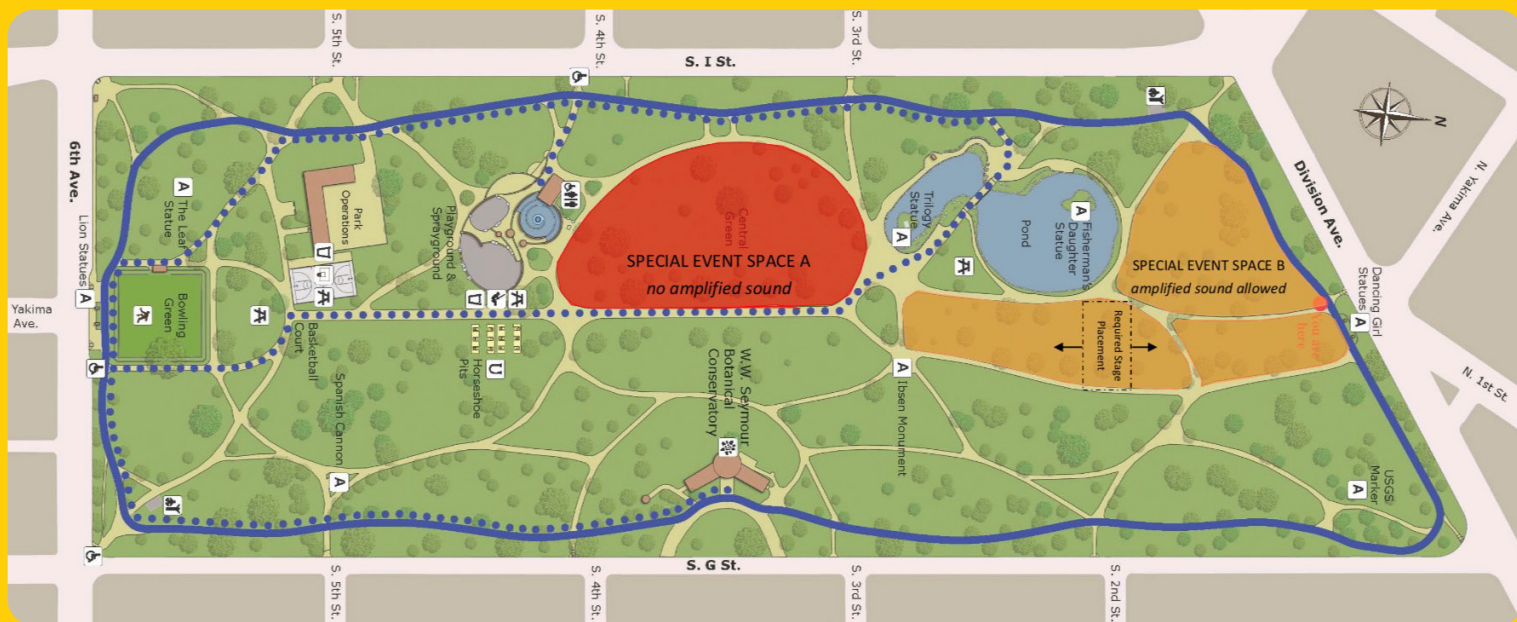 S. 5th St.
S. 4th St.
S. 3rd St.
S. I St.
N
N. Yakima Ave.
Division Ave.
6th Ave.
A
The Leaf
Statue
Park
Operations
Playground &
Sprayground
Central
Green
SPECIAL EVENT SPACE A
no amplified sound
Trilogy
Statue
A
A
Fisherman's
Daughter
Statue
Pond
SPECIAL EVENT SPACE B
amplified sound allowed
Dancing Girl
Statues
A
You are
here
Lion Statues
A
Yakima
Ave.
Bowling
Green
Basketball
Court
Horseshoe
Pits
Required Stage
Placement
N. 1st St.
Spanish Cannon
A
W.W. Seymour
Botanical
Conservatory
A
Ibsen Monument
USGS
Marker
A
S. G St.
S. 5th St.
S. 4th St.
S. 3rd St.
S. 2nd St.